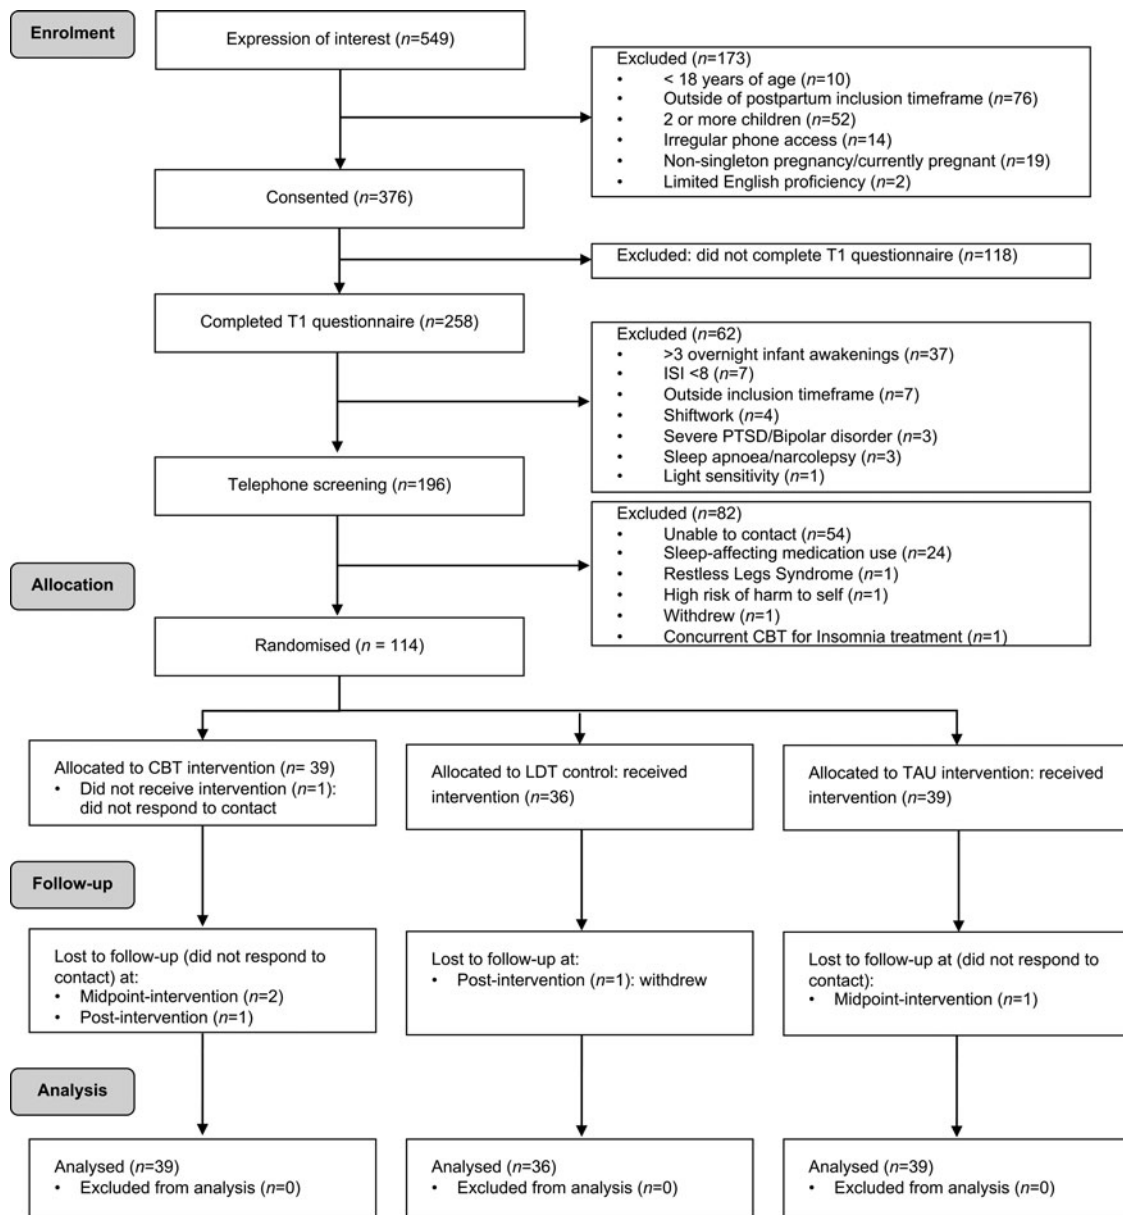 Enrolment
Expression of interest (n=549)
Excluded (n=173)
• < 18 years of age (n=10)
• Outside of postpartum inclusion timeframe (n=76)
• 2 or more children (n=52)
• Irregular phone access (n=14)
• Non-singleton pregnancy/currently pregnant (n=19)
• Limited English proficiency (n=2)
Consented (n=376)
Excluded: did not complete T1 questionnaire (n=118)
Completed T1 questionnaire (n=258)
Excluded (n=62)
• >3 overnight infant awakenings (n=37)
• ISI <8 (n=7)
• Outside inclusion timeframe (n=7)
• Shiftwork (n=4)
• Severe PTSD/Bipolar disorder (n=3)
• Sleep apnoea/narcolepsy (n=3)
• Light sensitivity (n=1)
Telephone screening (n=196)
Excluded (n=82)
• Unable to contact (n=54)
• Sleep-affecting medication use (n=24)
• Restless Legs Syndrome (n=1)
• High risk of harm to self (n=1)
• Withdrew (n=1)
• Concurrent CBT for Insomnia treatment (n=1)
Allocation
Randomised (n = 114)
Allocated to CBT intervention (n= 39)
• Did not receive intervention (n=1):
did not respond to contact
Allocated to LDT control: received
intervention (n=36)
Allocated to TAU intervention: received
intervention (n=39)
Follow-up
Lost to follow-up (did not respond to
contact) at:
• Midpoint-intervention (n=2)
• Post-intervention (n=1)
Lost to follow-up at:
• Post-intervention (n=1): withdrew
Lost to follow-up at (did not respond to
contact):
• Midpoint-intervention (n=1)
Analysis
Analysed (n=39)
• Excluded from analysis (n=0)
Analysed (n=36)
• Excluded from analysis (n=0)
Analysed (n=39)
• Excluded from analysis (n=0)